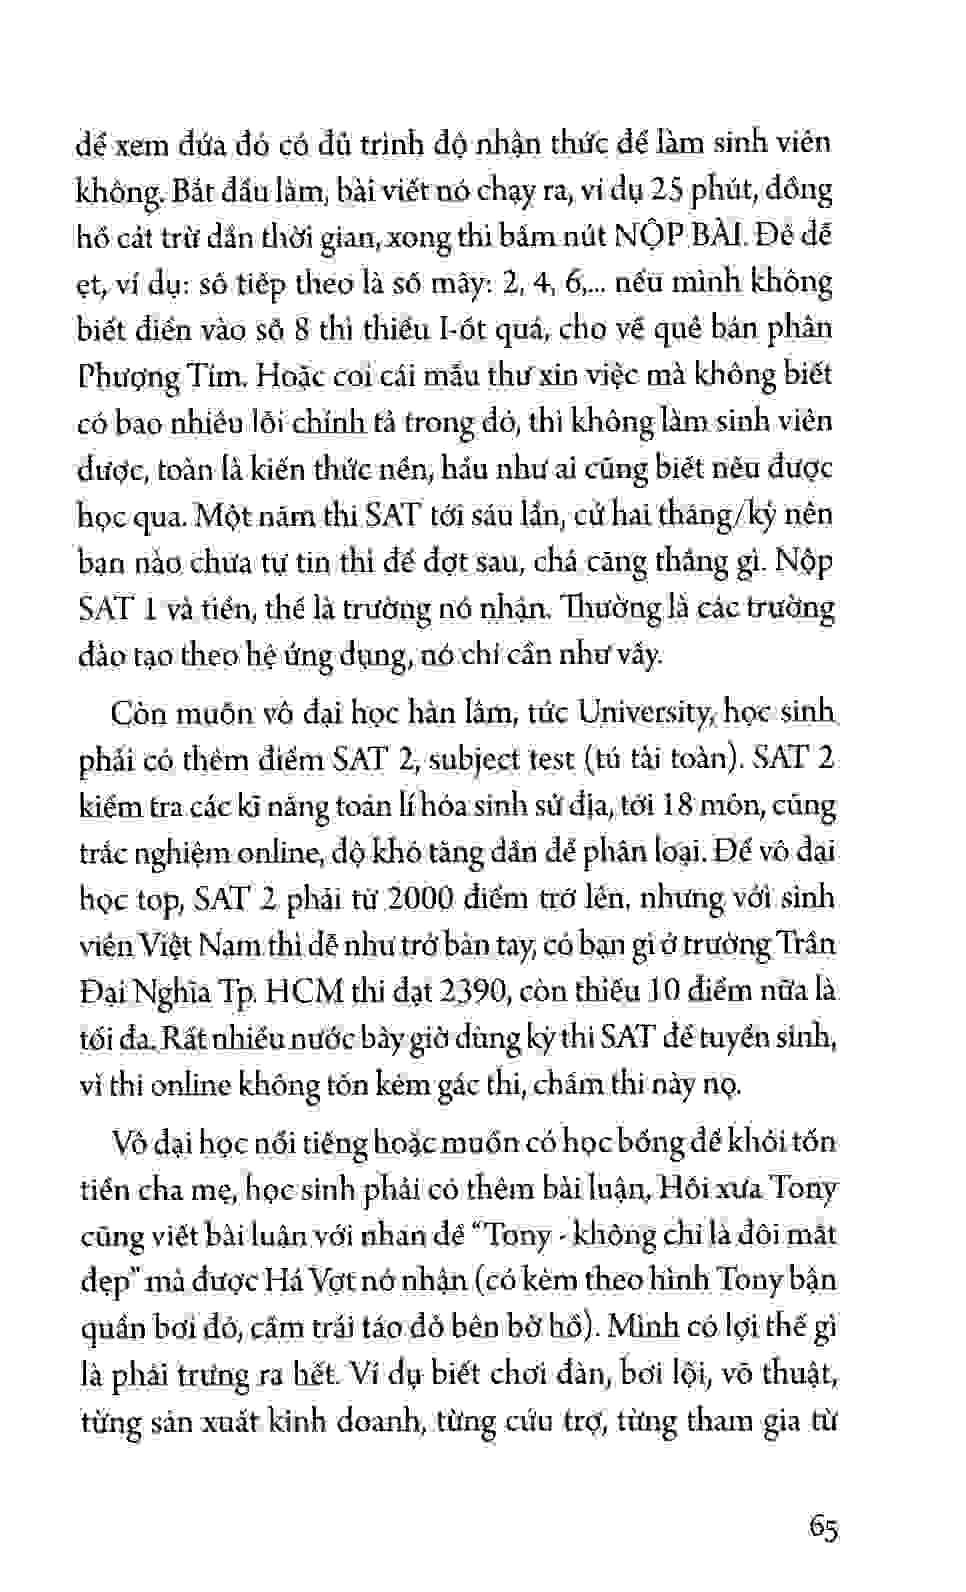 để xem đứa đó có đủ trình độ nhận thức để làm sinh viên
không. Bắt đầu làm, bài viết nó chạy ra, ví dụ 25 phút, đồng
hồ cát trừ dần thời gian, xong thì bấm nút NỘP BÀI. Đề dễ
ẹt, ví dụ: số tiếp theo là số mấy: 2, 4, 6,... nếu mình không
biết điền vào số 8 thì thiếu I-ốt quá, cho về quê bán phân
Phượng Tím. Hoặc coi cái mẫu thư xin việc mà không biết
có bao nhiêu lỗi chính tả trong đó, thì không làm sinh viên
được, toàn là kiến thức nền, hầu như ai cũng biết nếu được
học qua. Một năm thi SAT tới sáu lần, cứ hai tháng/kỳ nên
bạn nào chưa tự tin thì để đợt sau, chả căng thẳng gì. Nộp
SAT 1 và tiền, thế là trường nó nhận. Thường là các trường
đào tạo theo hệ ứng dụng, nó chỉ cần như vậy.
Còn muốn vô đại học hàn lâm, tức University, học sinh
phải có thêm điểm SAT 2, subject test (tú tài toàn). SAT 2
kiểm tra các kĩ năng toán lí hóa sinh sử địa, tới 18 môn, cũng
trắc nghiệm online, độ khó tăng dần để phân loại. Để vô đại
học top, SAT 2 phải từ 2000 điểm trở lên, nhưng với sinh
viên Việt Nam thì dễ như trở bàn tay, có bạn gì ở trường Trần
Đại Nghĩa Tp. HCM thi đạt 2390, còn thiếu 10 điểm nữa là
tối đa. Rất nhiều nước bây giờ dùng kỳ thi SAT để tuyển sinh,
vì thi online không tốn kém gác thi, chấm thi này nọ.
Vô đại học nổi tiếng hoặc muốn có học bổng để khỏi tốn
tiền cha mẹ, học sinh phải có thêm bài luận. Hồi xưa Tony
cũng viết bài luận với nhan đề "Tony - không chỉ là đôi mắt
đẹp" mà được Há Vợt nó nhận (có kèm theo hình Tony bận
quần bơi đỏ, cầm trái táo đỏ bên bờ hồ). Mình có lợi thế gì
là phải trưng ra hết. Ví dụ biết chơi đàn, bơi lội, võ thuật,
từng sản xuất kinh doanh, từng cứu trợ, từng tham gia từ
65